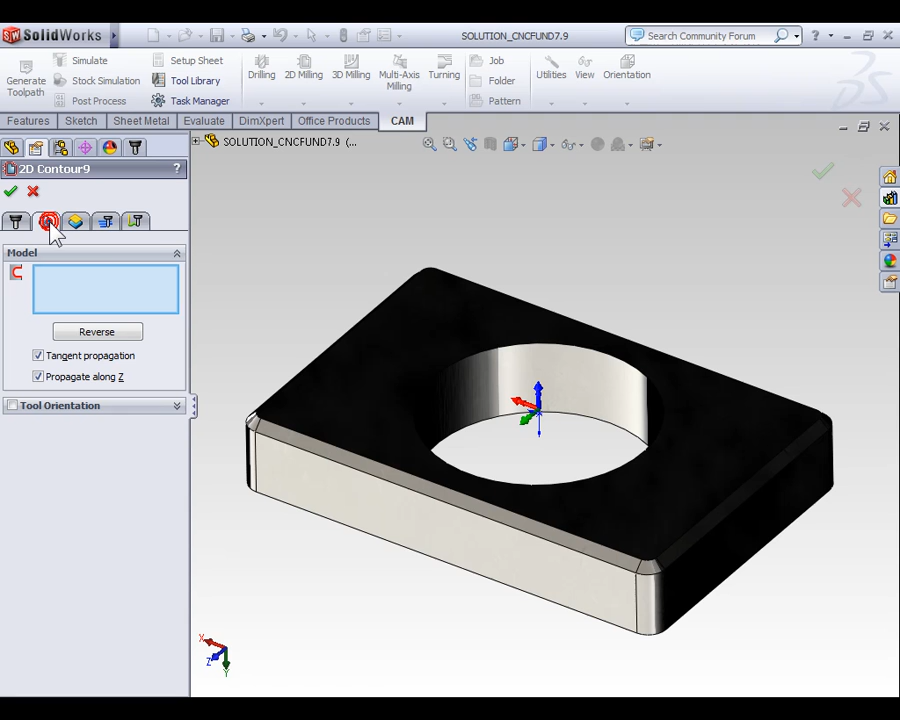 SolidWorks
SOLUTION_CNCFUND7.9
Search Community Forum
?
Generate Toolpath
Simulate
Stock Simulation
Post Process
Setup Sheet
Tool Library
Task Manager
Drilling
2D Milling
3D Milling
Multi-Axis Milling
Turning
Job
Folder
Pattern
Utilities
View
Orientation
Features
Sketch
Sheet Metal
Evaluate
DimXpert
Office Products
CAM
SOLUTION_CNCFUND7.9 (...
2D Contour9
?
Model
Reverse
Tangent propagation
Propagate along Z
Tool Orientation
X
Z
Y